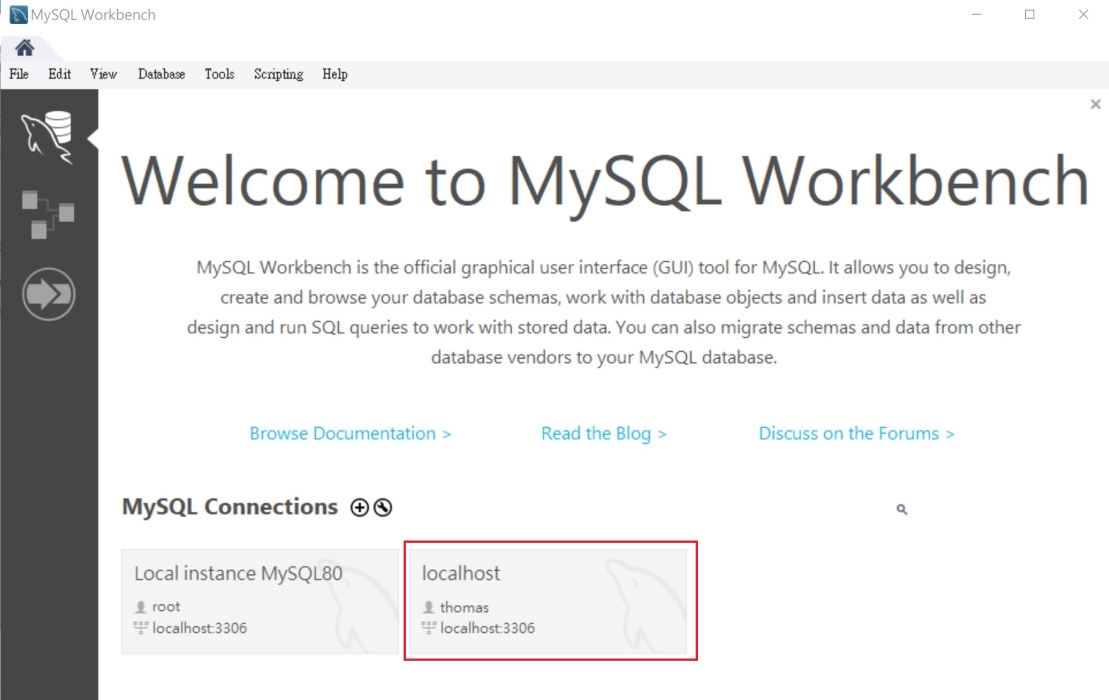 MySQL Workbench
File Edit View Database Tools Scripting Help
Welcome to MySQL Workbench
MySQL Workbench is the official graphical user interface (GUI) tool for MySQL. It allows you to design,
create and browse your database schemas, work with database objects and insert data as well as
design and run SQL queries to work with stored data. You can also migrate schemas and data from other
database vendors to your MySQL database.
Browse Documentation > Read the Blog > Discuss on the Forums >
MySQL Connections
Local instance MySQL80
root
localhost:3306
localhost
thomas
localhost:3306